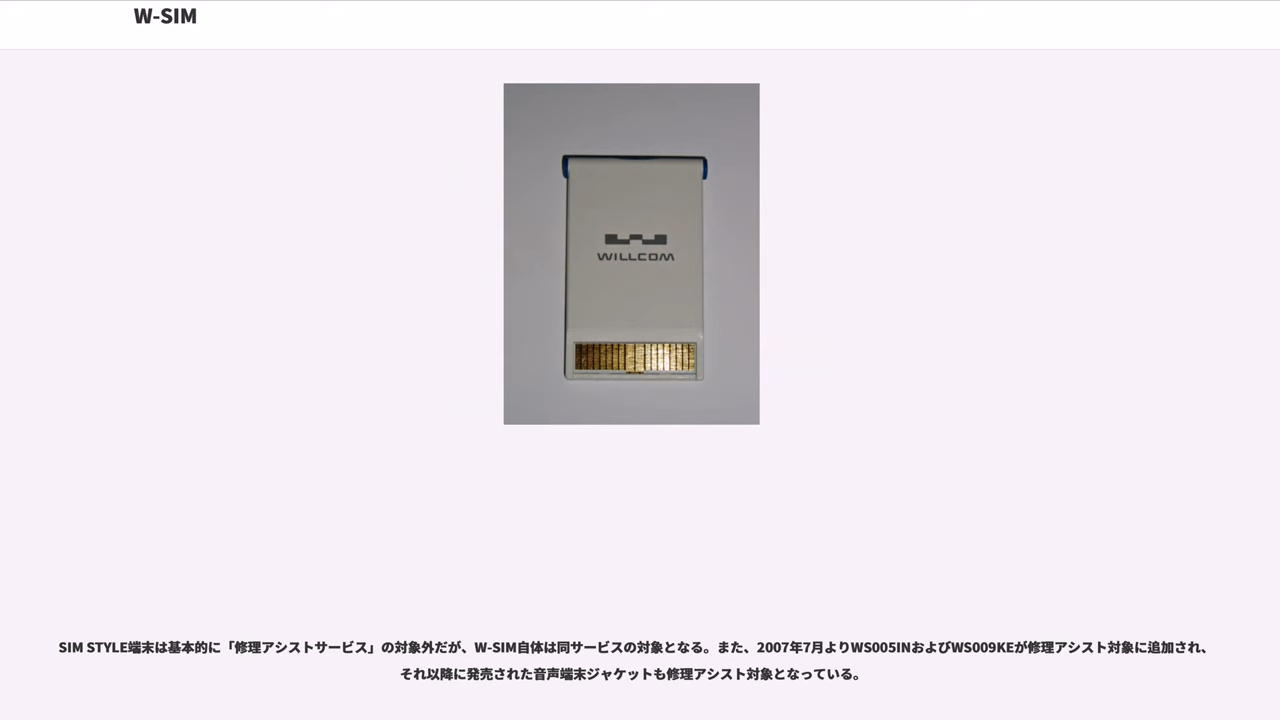 W-SIM
WILLCOM
SIM STYLE端末は基本的に「修理アシストサービス」の対象外だが、W-SIM自体は同サービスの対象となる。また、2007年7月よりWS005INおよびWS009KEが修理アシスト対象に追加され、
それ以降に発売された音声端末ジャケットも修理アシスト対象となっている。